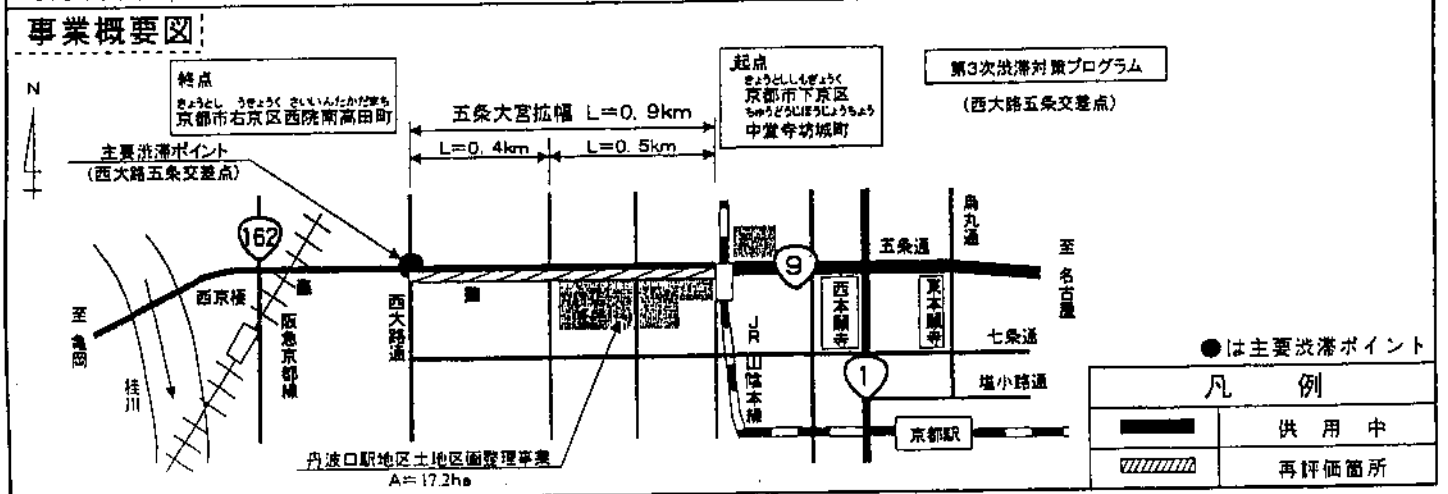 事業概要図
N
終点
きょうとし うきょうく さいいんたかだまち
京都市右京区西院南高田町
五条大宮拡幅 L=0.9km
L=0.4km
L=0.5km
起点
きょうとししもぎょうく
京都市下京区
ちゅうどうじぼうじょうちょう
中堂寺坊城町
第3次渋滞対策プログラム
(西大路五条交差点)
主要渋滞ポイント
(西大路五条交差点)
162
9
五条通
烏丸通
至 名古屋
西京極
至 亀岡
桂川
阪急京都線
西大路通
JR山陰本線
西本願寺
東本願寺
七条通
1
塩小路通
京都駅
丹波口駅地区土地区画整理事業
A=17.2ha
●は主要渋滞ポイント
凡例
供用中
再評価箇所